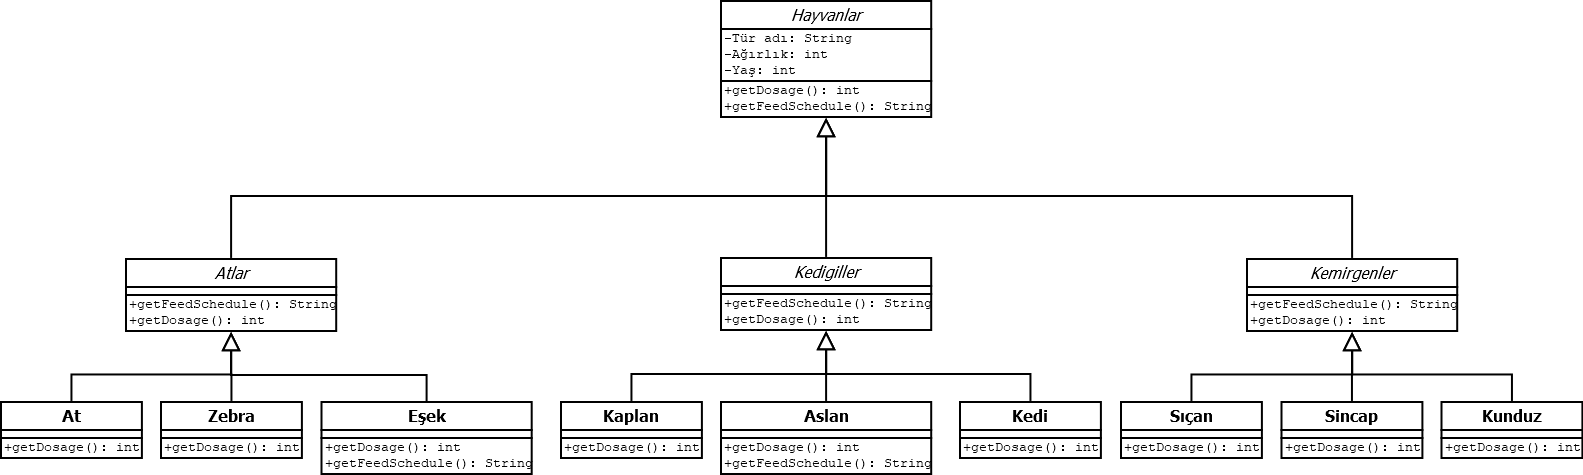 Hayvanlar
-Tür adı: String
-Ağırlık: int
-Yaş: int
+getDosage(): int
+getFeedSchedule(): String
Atlar
+getFeedSchedule(): String
+getDosage(): int
Kedigiller
+getFeedSchedule(): String
+getDosage(): int
Kemirgenler
+getFeedSchedule(): String
+getDosage(): int
At
+getDosage(): int
Zebra
+getDosage(): int
Eşek
+getDosage(): int
+getFeedSchedule(): String
Kaplan
+getDosage(): int
Aslan
+getDosage(): int
+getFeedSchedule(): String
Kedi
+getDosage(): int
Sıçan
+getDosage(): int
Sincap
+getDosage(): int
Kunduz
+getDosage(): int